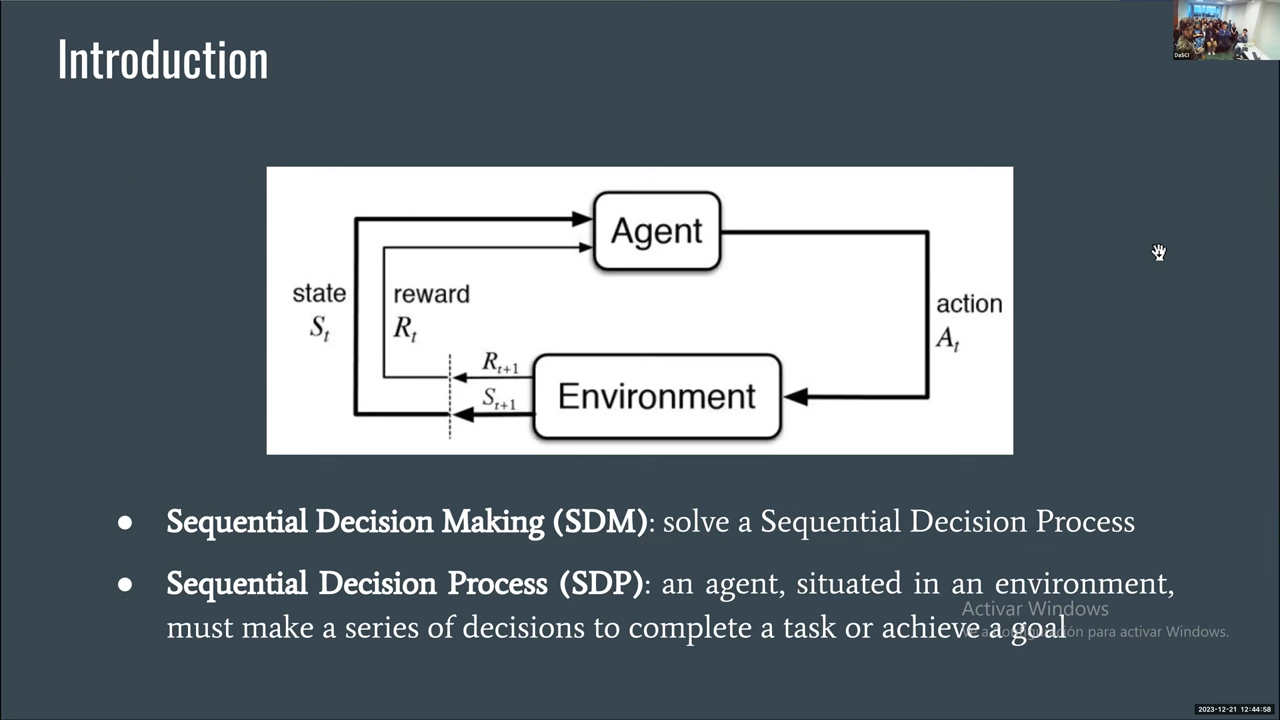 Introduction
DaSCI
Agent
state
S_t
reward
R_t
action
A_t
R_{t+1}
S_{t+1}
Environment
● Sequential Decision Making (SDM): solve a Sequential Decision Process
● Sequential Decision Process (SDP): an agent, situated in an environment,
must make a series of decisions to complete a task or achieve a goal
Activar Windows
para activar Windows.
2023-12-21 12:44:58